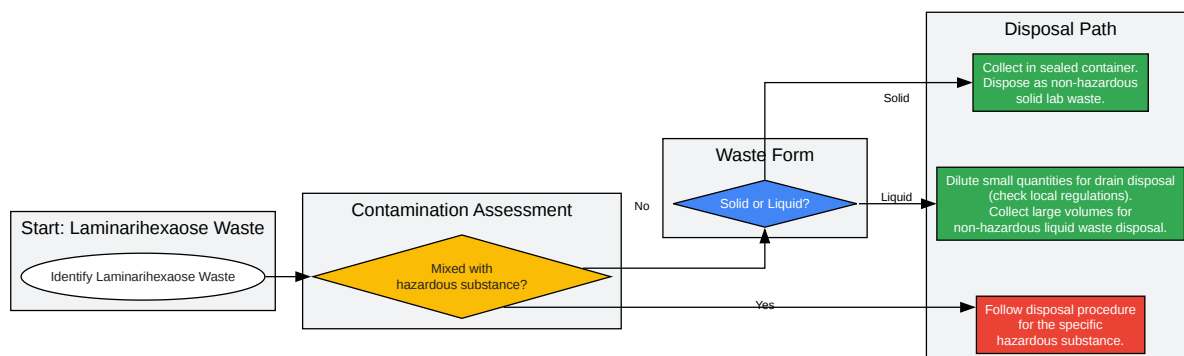 Start: Laminarihexaose Waste
Identify Laminarihexaose Waste
Contamination Assessment
Mixed with
hazardous substance?
No
Yes
Waste Form
Solid or Liquid?
Solid
Liquid
Disposal Path
Collect in sealed container.
Dispose as non-hazardous
solid lab waste.
Dilute small quantities for drain disposal
(check local regulations).
Collect large volumes for
non-hazardous liquid waste disposal.
Follow disposal procedure
for the specific
hazardous substance.